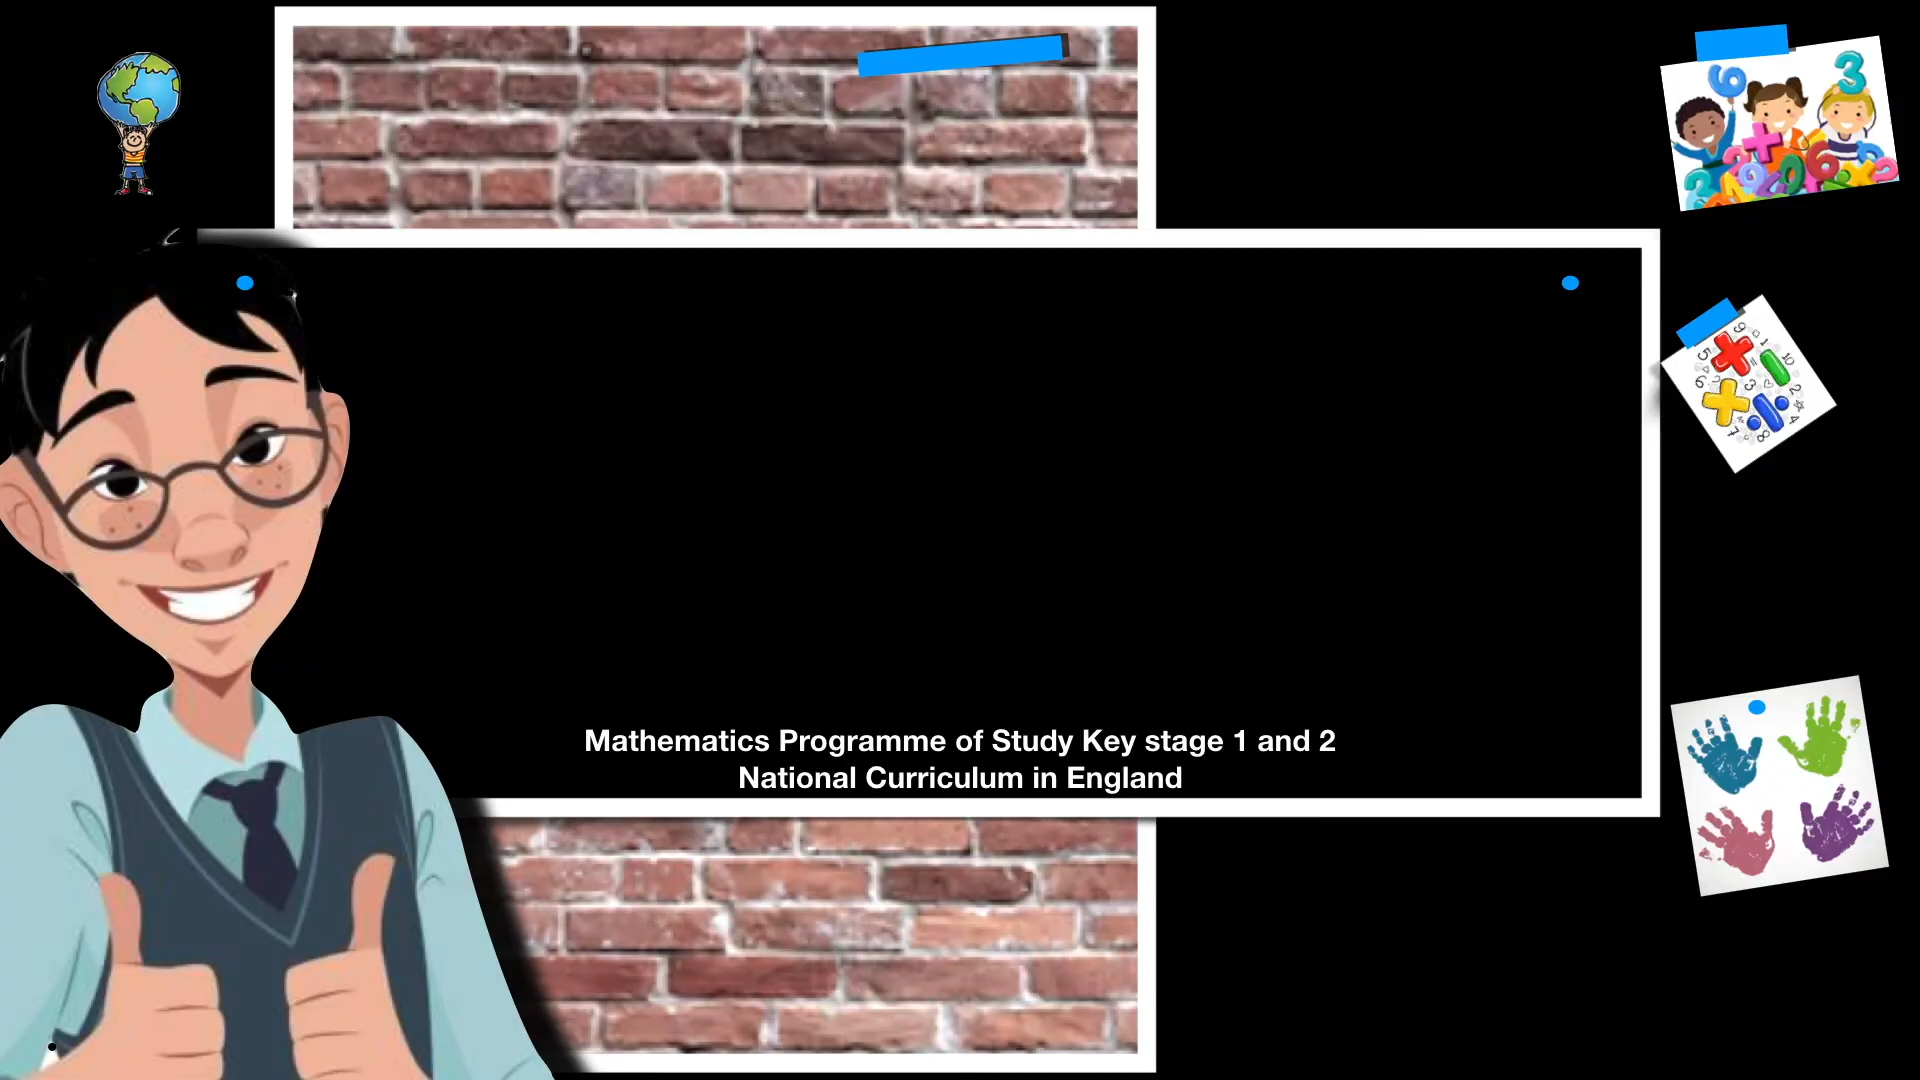 Mathematics Programme of Study Key stage 1 and 2
National Curriculum in England